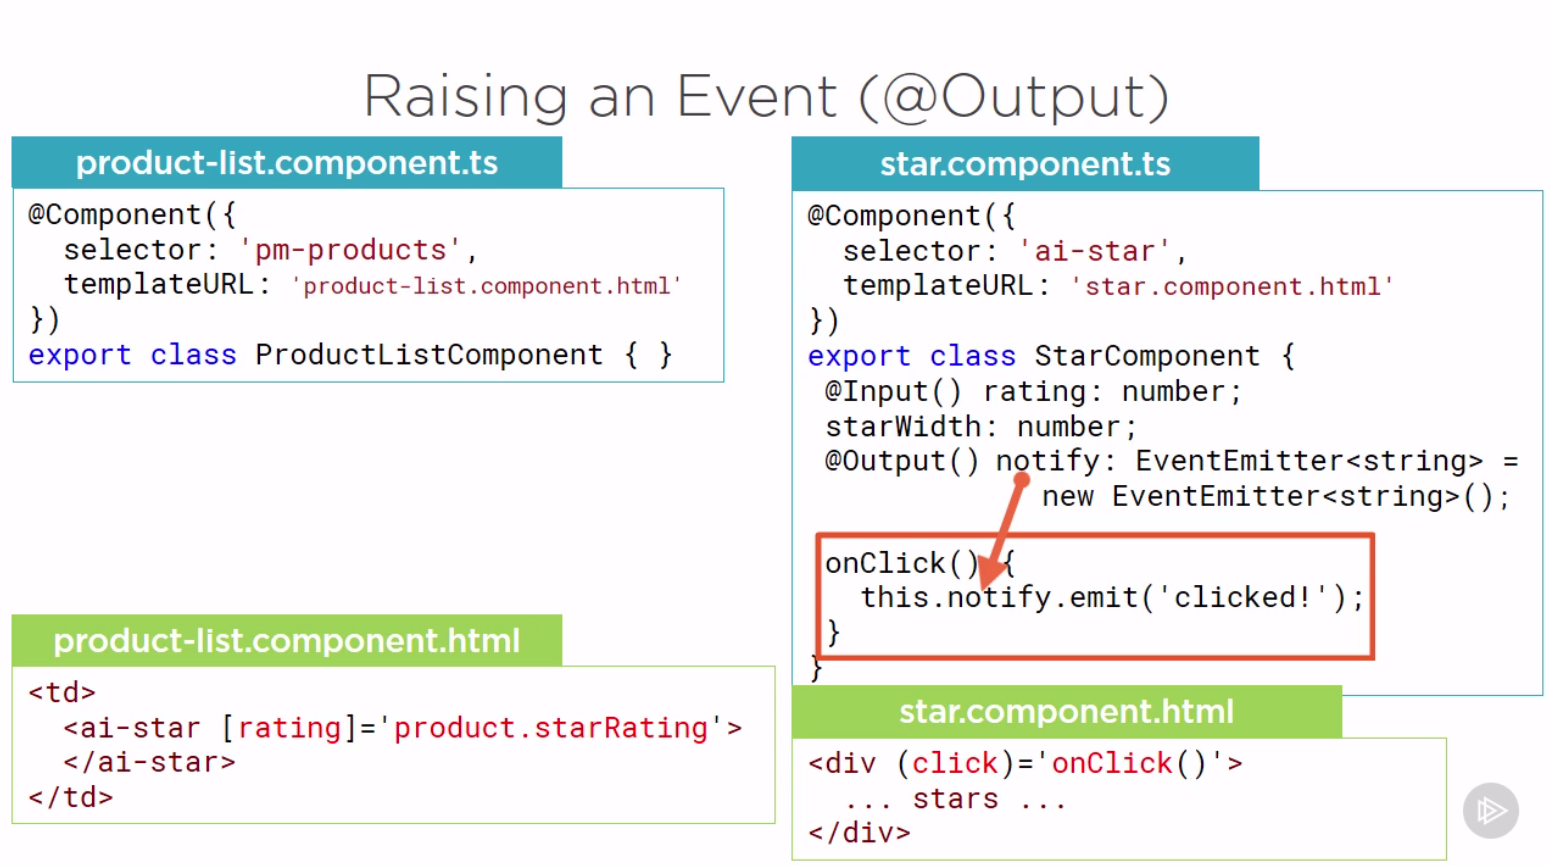 Raising an Event (@Output)
product-list.component.ts
@Component({
  selector: 'pm-products',
  templateURL: 'product-list.component.html'
})
export class ProductListComponent { }
product-list.component.html
<td>
  <ai-star [rating]='product.starRating'>
  </ai-star>
</td>
star.component.ts
@Component({
  selector: 'ai-star',
  templateURL: 'star.component.html'
})
export class StarComponent {
 @Input() rating: number;
 starWidth: number;
 @Output() notify: EventEmitter<string> =
             new EventEmitter<string>();
 onClick() {
   this.notify.emit('clicked!');
 }
}
star.component.html
<div (click)='onClick()'>
  ... stars ...
</div>